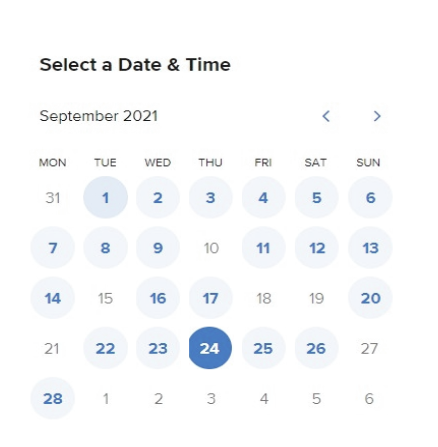 Select a Date & Time
September 2021 < >
MON TUE WED THU FRI SAT SUN
31 1 2 3 4 5 6
7 8 9 10 11 12 13
14 15 16 17 18 19 20
21 22 23 24 25 26 27
28 1 2 3 4 5 6